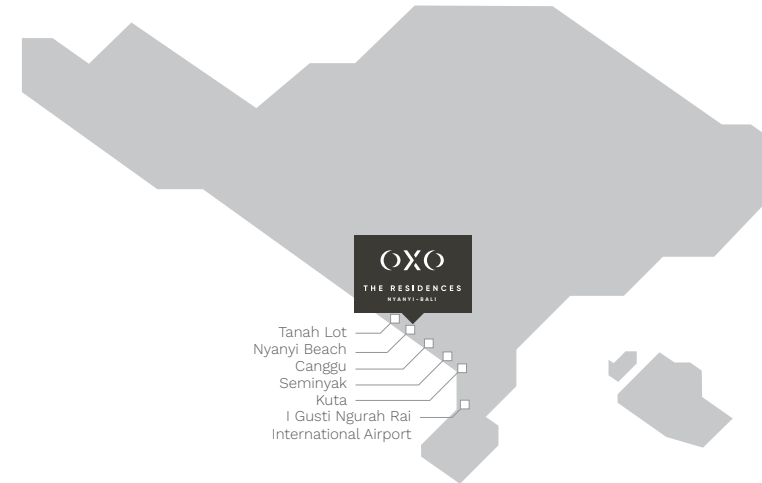 OXO
THE RESIDENCES
NYANYI-BALI
Tanah Lot
Nyanyi Beach
Canggu
Seminyak
Kuta
I Gusti Ngurah Rai
International Airport